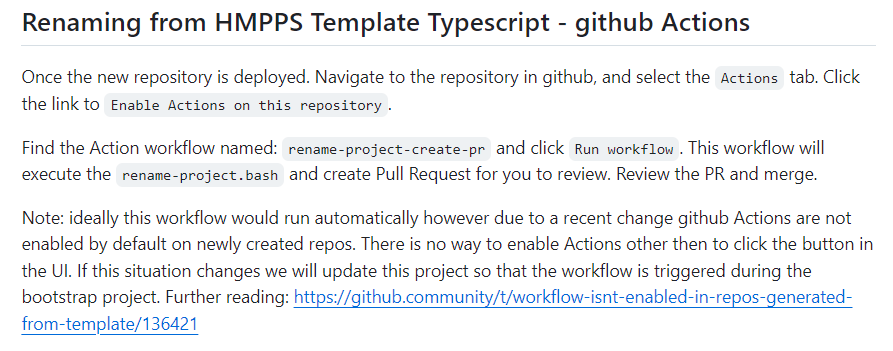 Renaming from HMPPS Template Typescript - github Actions
Once the new repository is deployed. Navigate to the repository in github, and select the Actions tab. Click
the link to Enable Actions on this repository.
Find the Action workflow named: rename-project-create-pr and click Run workflow. This workflow will
execute the rename-project.bash and create Pull Request for you to review. Review the PR and merge.
Note: ideally this workflow would run automatically however due to a recent change github Actions are not
enabled by default on newly created repos. There is no way to enable Actions other then to click the button in
the UI. If this situation changes we will update this project so that the workflow is triggered during the
bootstrap project. Further reading: https://github.community/t/workflow-isnt-enabled-in-repos-generated-
from-template/136421